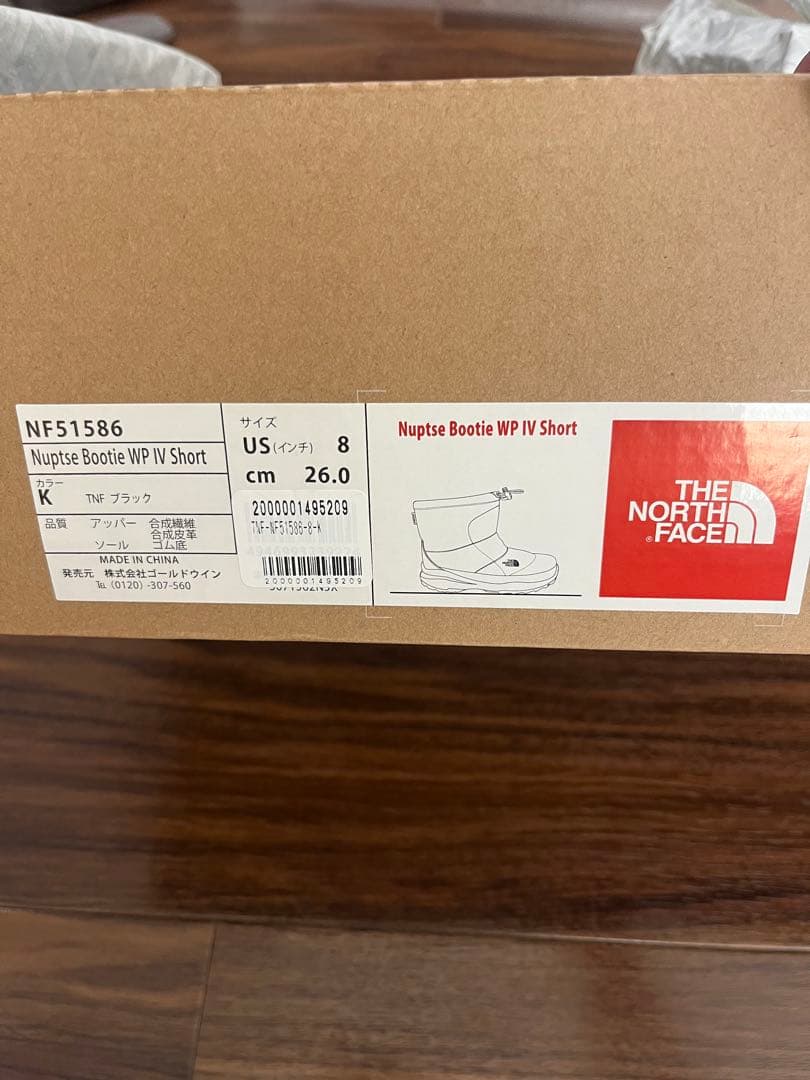 NF51586
Nuptse Bootie WP IV Short
カラー
K TNF ブラック
品質 アッパー 合成繊維
合成皮革
ソール ゴム底
MADE IN CHINA
発売元 株式会社ゴールドウイン
TEL (0120)-307-560
サイズ
US(インチ) 8
cm 26.0
2000001495209
TNF-NF51586-8-K
2000001495209
Nuptse Bootie WP IV Short
THE
NORTH
FACE
®